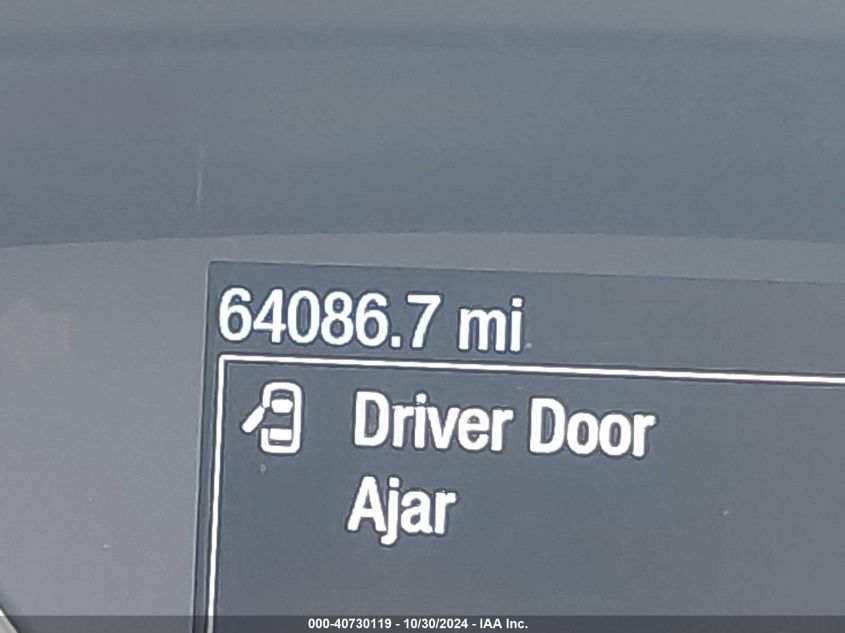 64086.7 mi
Driver Door
Ajar
000-40730119 - 10/30/2024 - IAA Inc.